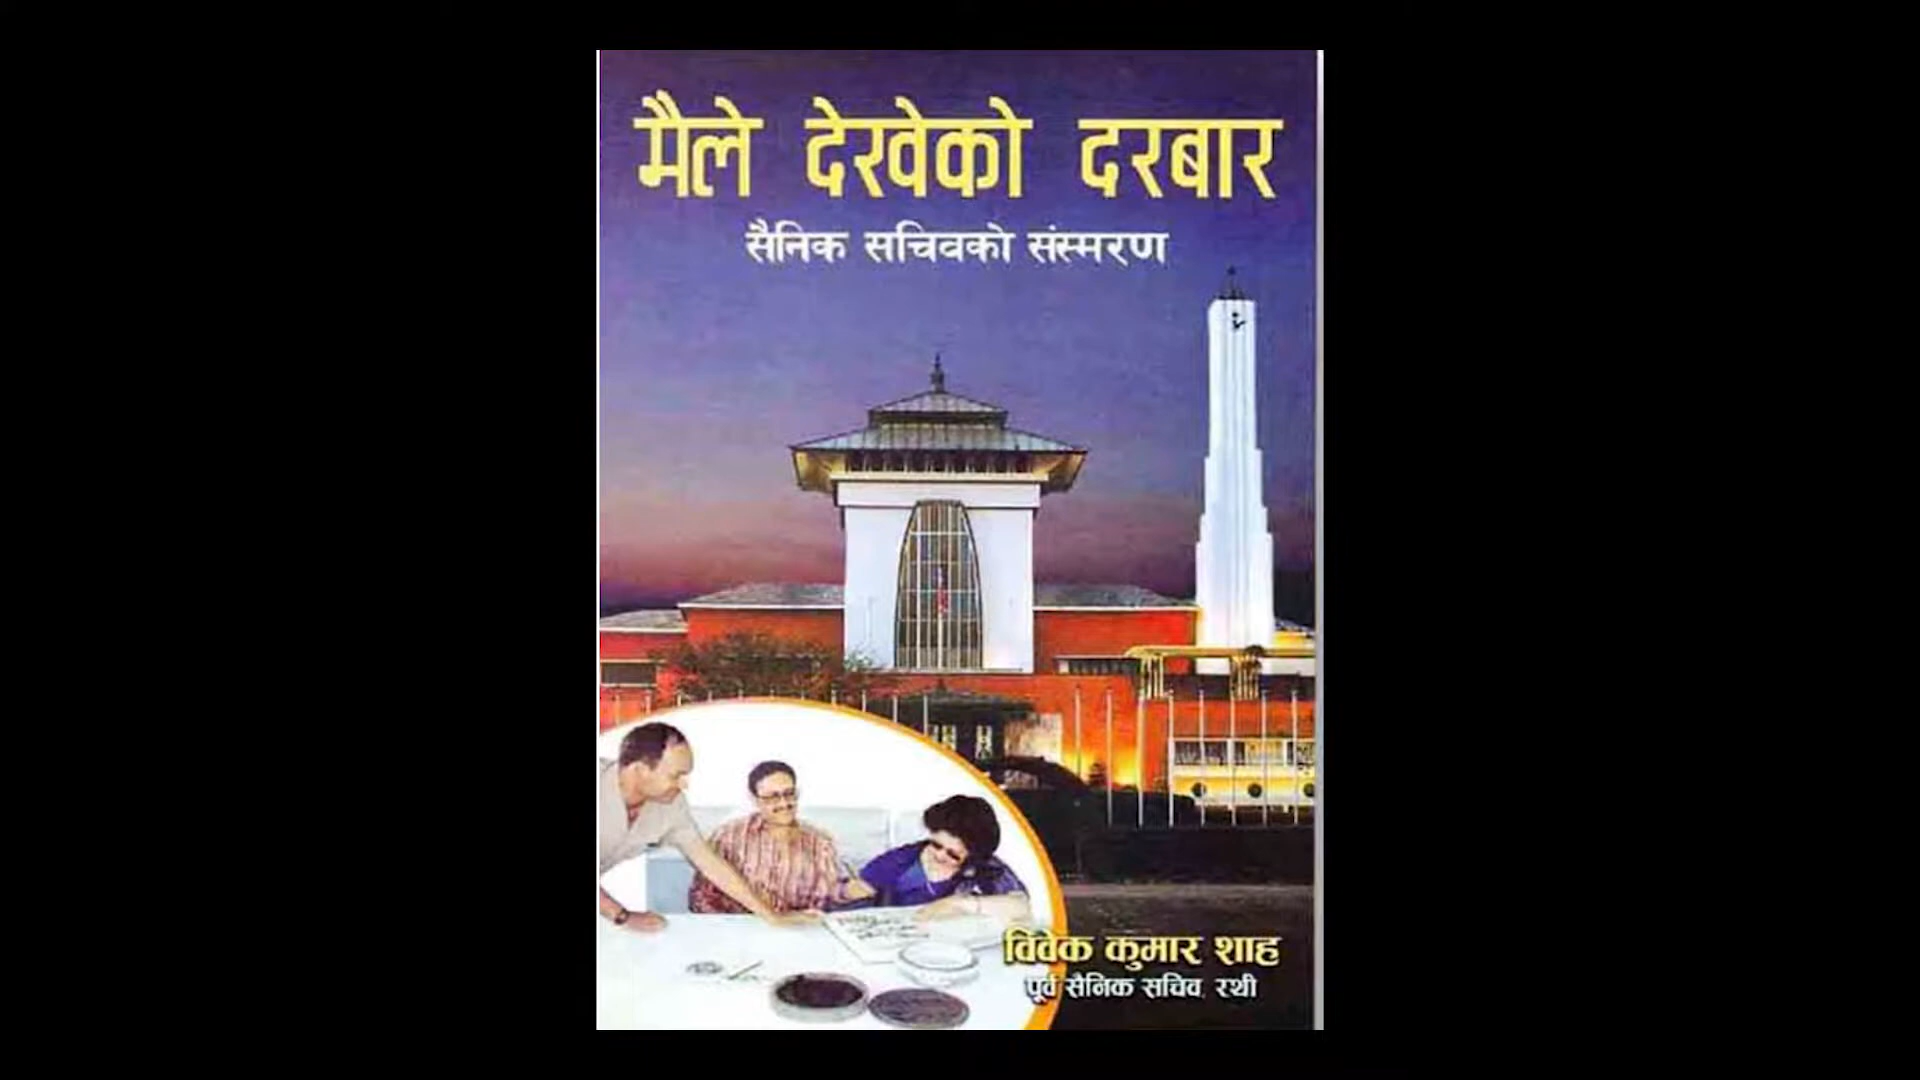 मैले देखेको दरबार
सैनिक सचिवको संस्मरण
विवेक कुमार शाह
पूर्व सैनिक सचिव, रथी